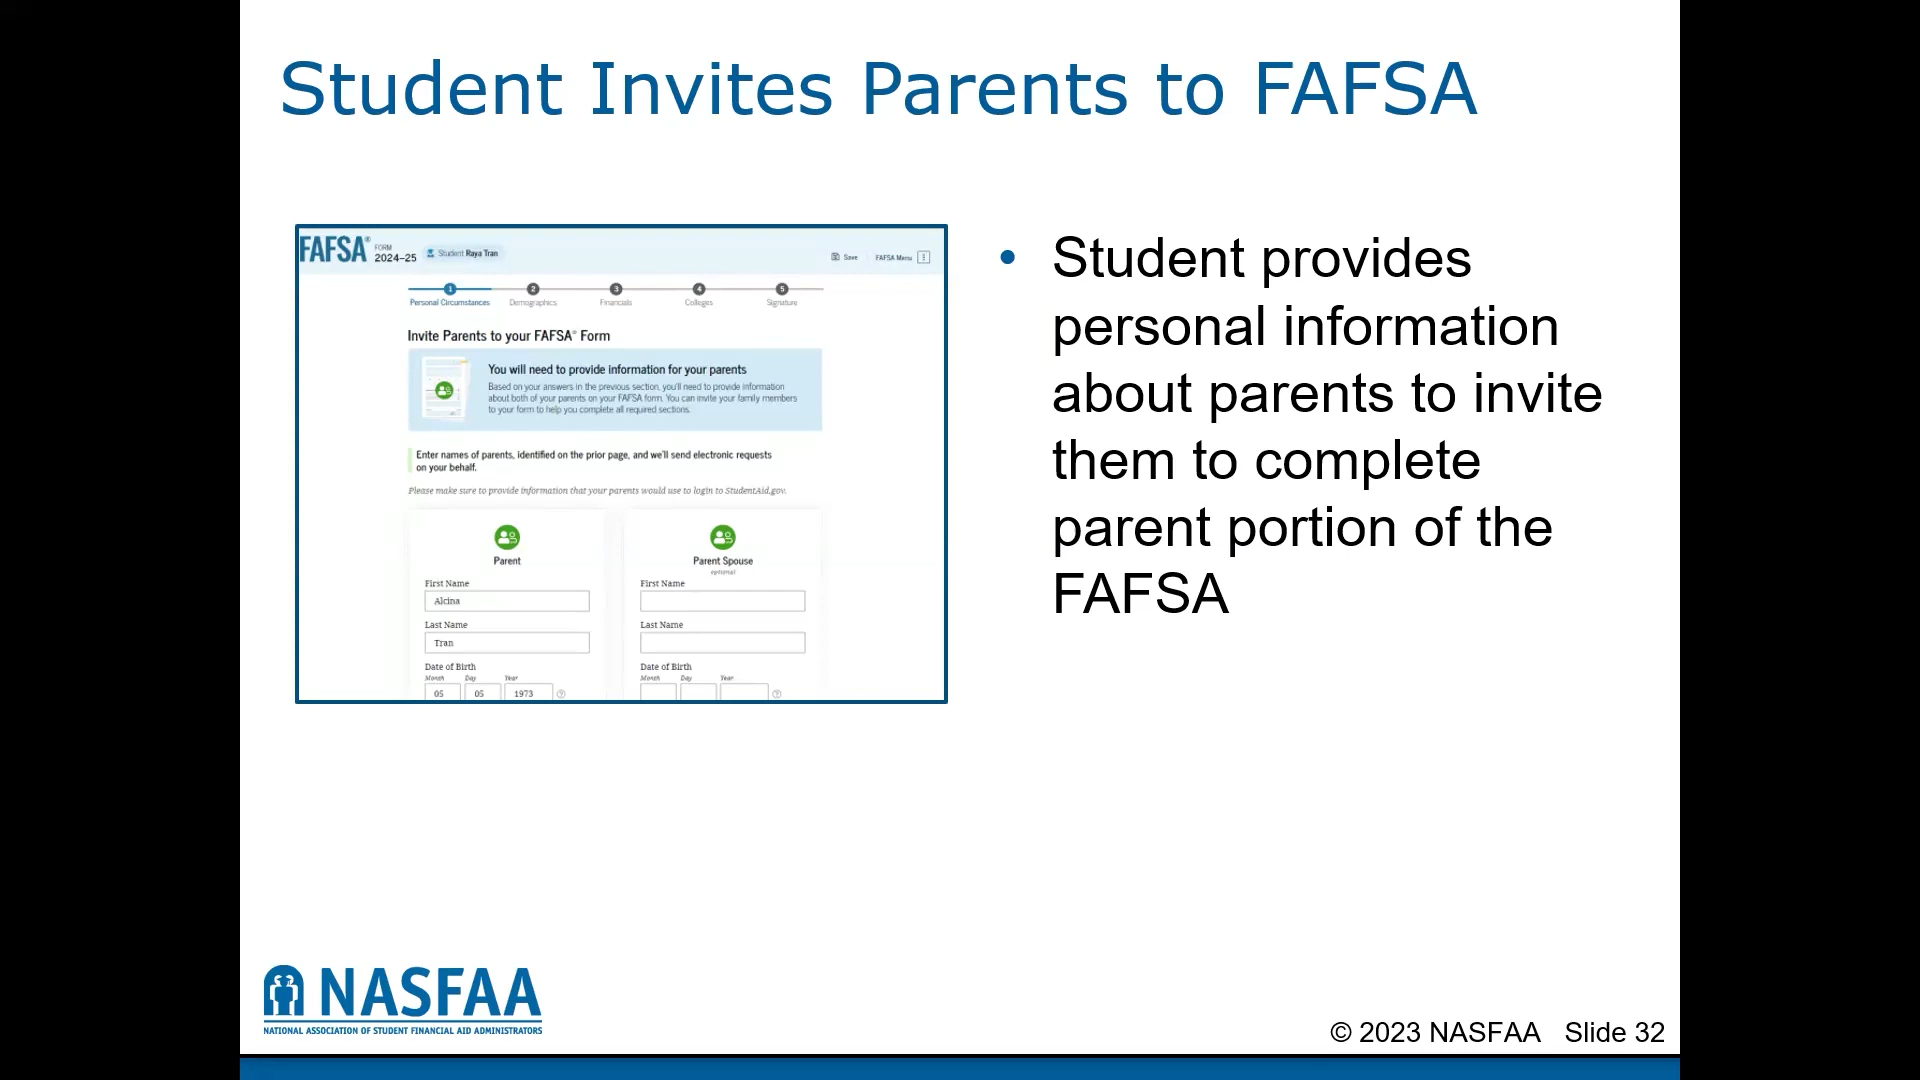 Student Invites Parents to FAFSA
FAFSA®
FORM
2024–25
Student Raya Tran
Save
FAFSA Menu
1
2
3
4
5
Personal Circumstances
Demographics
Financials
Colleges
Signature
Invite Parents to your FAFSA® Form
You will need to provide information for your parents
Based on your answers in the previous section, you'll need to provide information
about both of your parents on your FAFSA form. You can invite your family members
to your form to help you complete all required sections.
Enter names of parents, identified on the prior page, and we'll send electronic requests
on your behalf.
Please make sure to provide information that your parents would use to login to StudentAid.gov.
Parent
First Name
Alcina
Last Name
Tran
Date of Birth
Month Day Year
05 05 1973
Parent Spouse
optional
First Name
Last Name
Date of Birth
Month Day Year
• Student provides
personal information
about parents to invite
them to complete
parent portion of the
FAFSA
NASFAA
NATIONAL ASSOCIATION OF STUDENT FINANCIAL AID ADMINISTRATORS
© 2023 NASFAA Slide 32